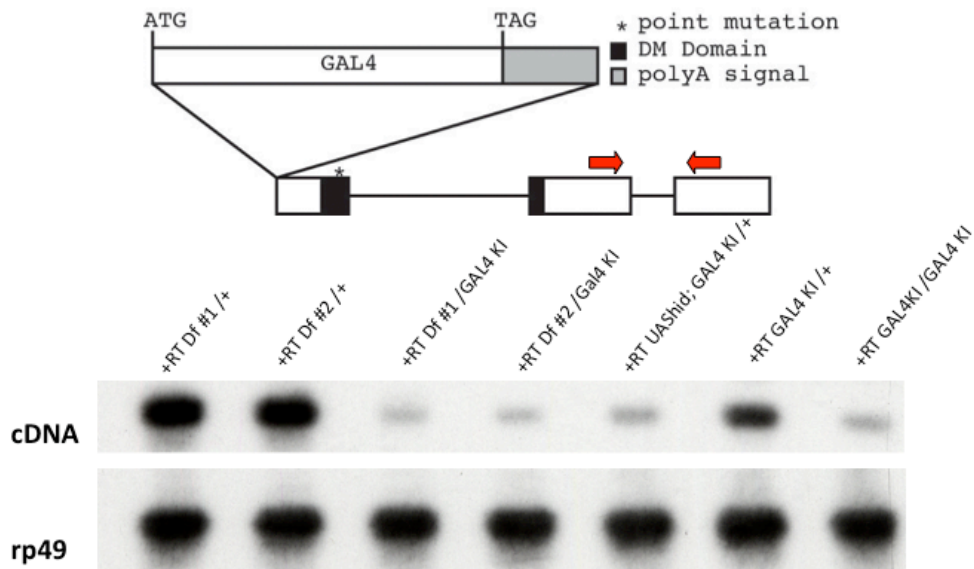 ATG
TAG
* point mutation
GAL4
DM Domain
polyA signal
*
+RT Df #1 /+
+RT Df #2 /+
+RT Df #1 /GAL4 KI
+RT Df #2 /Gal4 KI
+RT UAShid; GAL4 KI /+
+RT GAL4 KI /+
+RT GAL4KI /GAL4 KI
cDNA
rp49